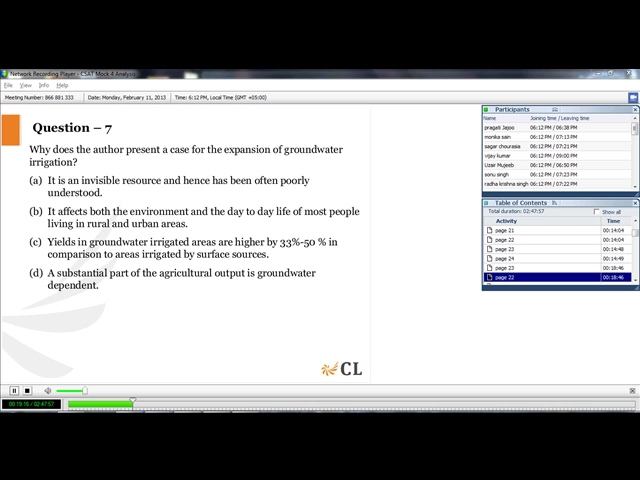 Network Recording Player - CSAT Mock 4 Analysis
File View Info Help
Meeting Number: 866 881 333 Date: Monday, February 11, 2013 Time: 6:12 PM, Local Time (GMT +05:00)
Question – 7
Why does the author present a case for the expansion of groundwater
irrigation?
(a) It is an invisible resource and hence has been often poorly
understood.
(b) It affects both the environment and the day to day life of most people
living in rural and urban areas.
(c) Yields in groundwater irrigated areas are higher by 33%-50 % in
comparison to areas irrigated by surface sources.
(d) A substantial part of the agricultural output is groundwater
dependent.
CL
Participants
Name Joining time / Leaving time
pragati Jajoo 06:12 PM / 06:38 PM
monika sain 06:12 PM / 07:13 PM
sagar chourasia 06:12 PM / 07:21 PM
vijay kumar 06:12 PM / 09:00 PM
Uzair Mujeeb 06:12 PM / 06:50 PM
sonu singh 06:12 PM / 07:23 PM
radha krishna singh 06:12 PM / 07:22 PM
Table of Contents
Total duration: 02:47:57 Show all
Activity Time
page 21 00:14:04
page 22 00:14:04
page 23 00:14:48
page 24 00:14:49
page 23 00:18:46
page 22 00:18:46
00:19:16 / 02:47:57